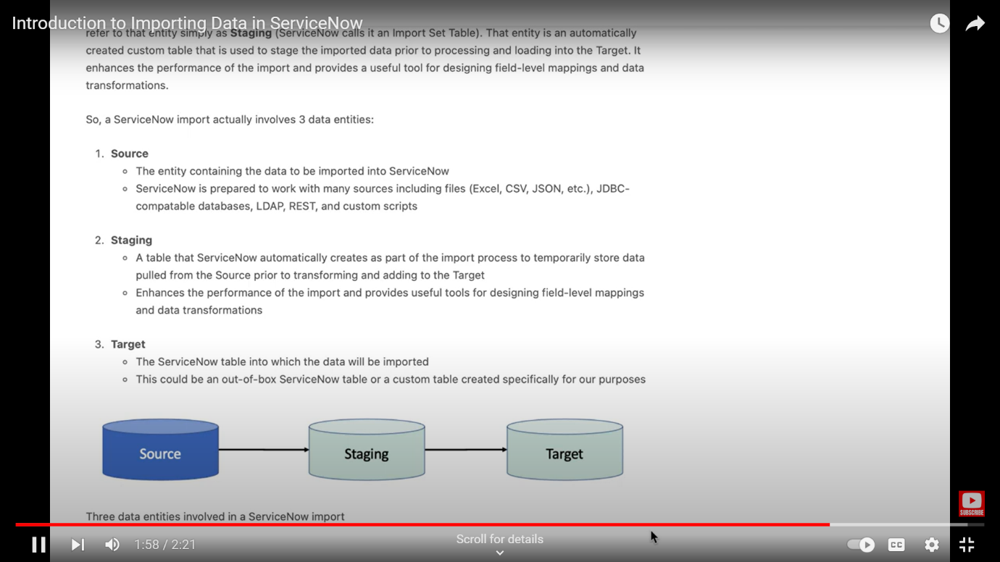 Introduction to Importing Data in ServiceNow
refer to that entity simply as Staging (ServiceNow calls it an Import Set Table). That entity is an automatically
created custom table that is used to stage the imported data prior to processing and loading into the Target. It
enhances the performance of the import and provides a useful tool for designing field-level mappings and data
transformations.
So, a ServiceNow import actually involves 3 data entities:
1. Source
∘ The entity containing the data to be imported into ServiceNow
∘ ServiceNow is prepared to work with many sources including files (Excel, CSV, JSON, etc.), JDBC-
compatable databases, LDAP, REST, and custom scripts
2. Staging
∘ A table that ServiceNow automatically creates as part of the import process to temporarily store data
pulled from the Source prior to transforming and adding to the Target
∘ Enhances the performance of the import and provides useful tools for designing field-level mappings
and data transformations
3. Target
∘ The ServiceNow table into which the data will be imported
∘ This could be an out-of-box ServiceNow table or a custom table created specifically for our purposes
Source
Staging
Target
Three data entities involved in a ServiceNow import
SUBSCRIBE
1:58 / 2:21
Scroll for details
CC